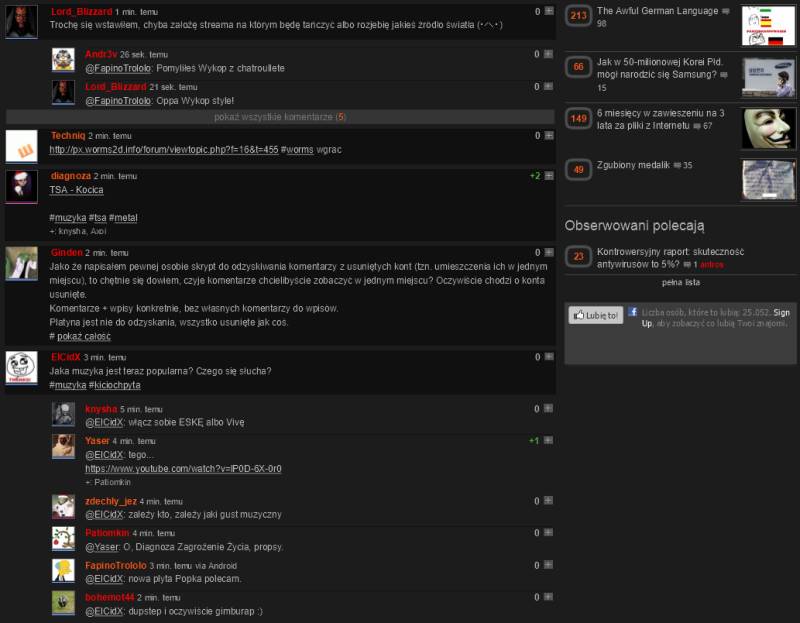 Lord_Blizzard 1 min. temu 0
Trochę się wstawiłem, chyba założę streama na którym będę tańczyć albo rozjebię jakieś źródło światła
Andr3v 26 sek. temu 0
@FapinoTrololo: Pomyliłeś Wykop z chatroullete
Lord_Blizzard 21 sek. temu 0
@FapinoTrololo: Oppa Wykop style!
pokaż wszystkie komentarze (5)
Techniq 2 min. temu 0
http://px.worms2d.info/forum/viewtopic.php?f=16&t=455 #worms wgrac
diagnoza 2 min. temu +2
TSA - Kocica
#muzyka #tsa #metal
+: knysha,
Ginden 2 min. temu 0
Jako że napisałem pewnej osobie skrypt do odzyskiwania komentarzy z usuniętych kont (tzn. umieszczenia ich w jednym
miejscu), to chętnie się dowiem, czyje komentarze chcielibyście zobaczyć w jednym miejscu? Oczywiście chodzi o konta
usunięte.
Komentarze + wpisy konkretnie, bez własnych komentarzy do wpisów.
Platyna jest nie do odzyskania, wszystko usunięte jak coś.
# pokaż całość
ElCidX 3 min. temu 0
Jaka muzyka jest teraz popularna? Czego się słucha?
#muzyka #kiciochpyta
knysha 5 min. temu 0
@ElCidX: włącz sobie ESKĘ albo Vivę
Yaser 4 min. temu +1
@ElCidX: tego...
https://www.youtube.com/watch?v=IP0D-6X-0r0
+: Patiomkin
zdechly_jez 4 min. temu 0
@ElCidX: zależy kto, zależy jaki gust muzyczny
Patiomkin 4 min. temu 0
@Yaser: O, Diagnoza Zagrożenie Życia, propsy.
FapinoTrololo 3 min. temu via Android 0
@ElCidX: nowa plyta Popka polecam.
bohemot44 2 min. temu 0
@ElCidX: dupstep i oczywiście gimburap :)
213 The Awful German Language
98
66 Jak w 50-milionowej Korei Płd.
mógł narodzić się Samsung?
15
149 6 miesięcy w zawieszeniu na 3
lata za pliki z Internetu 67
49 Zgubiony medalik 35
Obserwowani polecają
23 Kontrowersyjny raport: skuteczność
antywirusów to 5%? 1 antros
pełna lista
Lubię to! Liczba osób, które to lubią: 25.052. Sign
Up, aby zobaczyć co lubią Twoi znajomi.